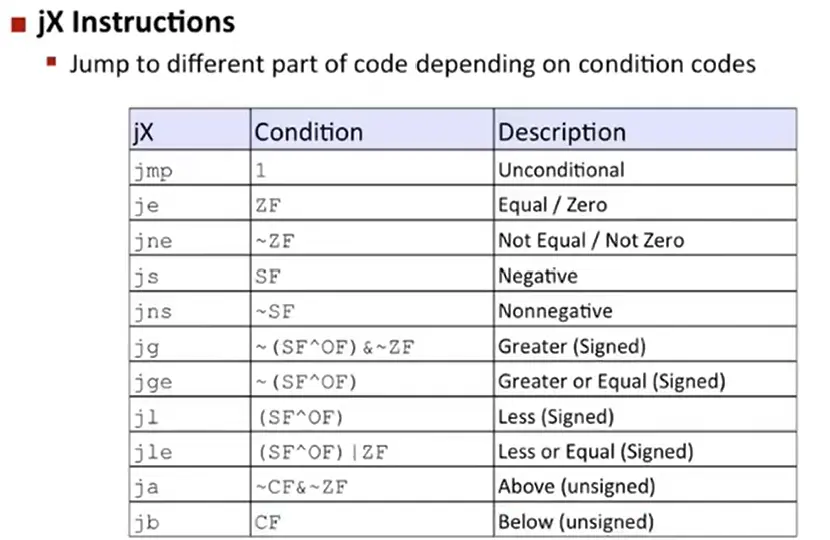 jX Instructions
Jump to different part of code depending on condition codes
jX Condition Description
jmp 1 Unconditional
je ZF Equal / Zero
jne ~ZF Not Equal / Not Zero
js SF Negative
jns ~SF Nonnegative
jg ~(SF^OF)&~ZF Greater (Signed)
jge ~(SF^OF) Greater or Equal (Signed)
jl (SF^OF) Less (Signed)
jle (SF^OF)|ZF Less or Equal (Signed)
ja ~CF&~ZF Above (unsigned)
jb CF Below (unsigned)